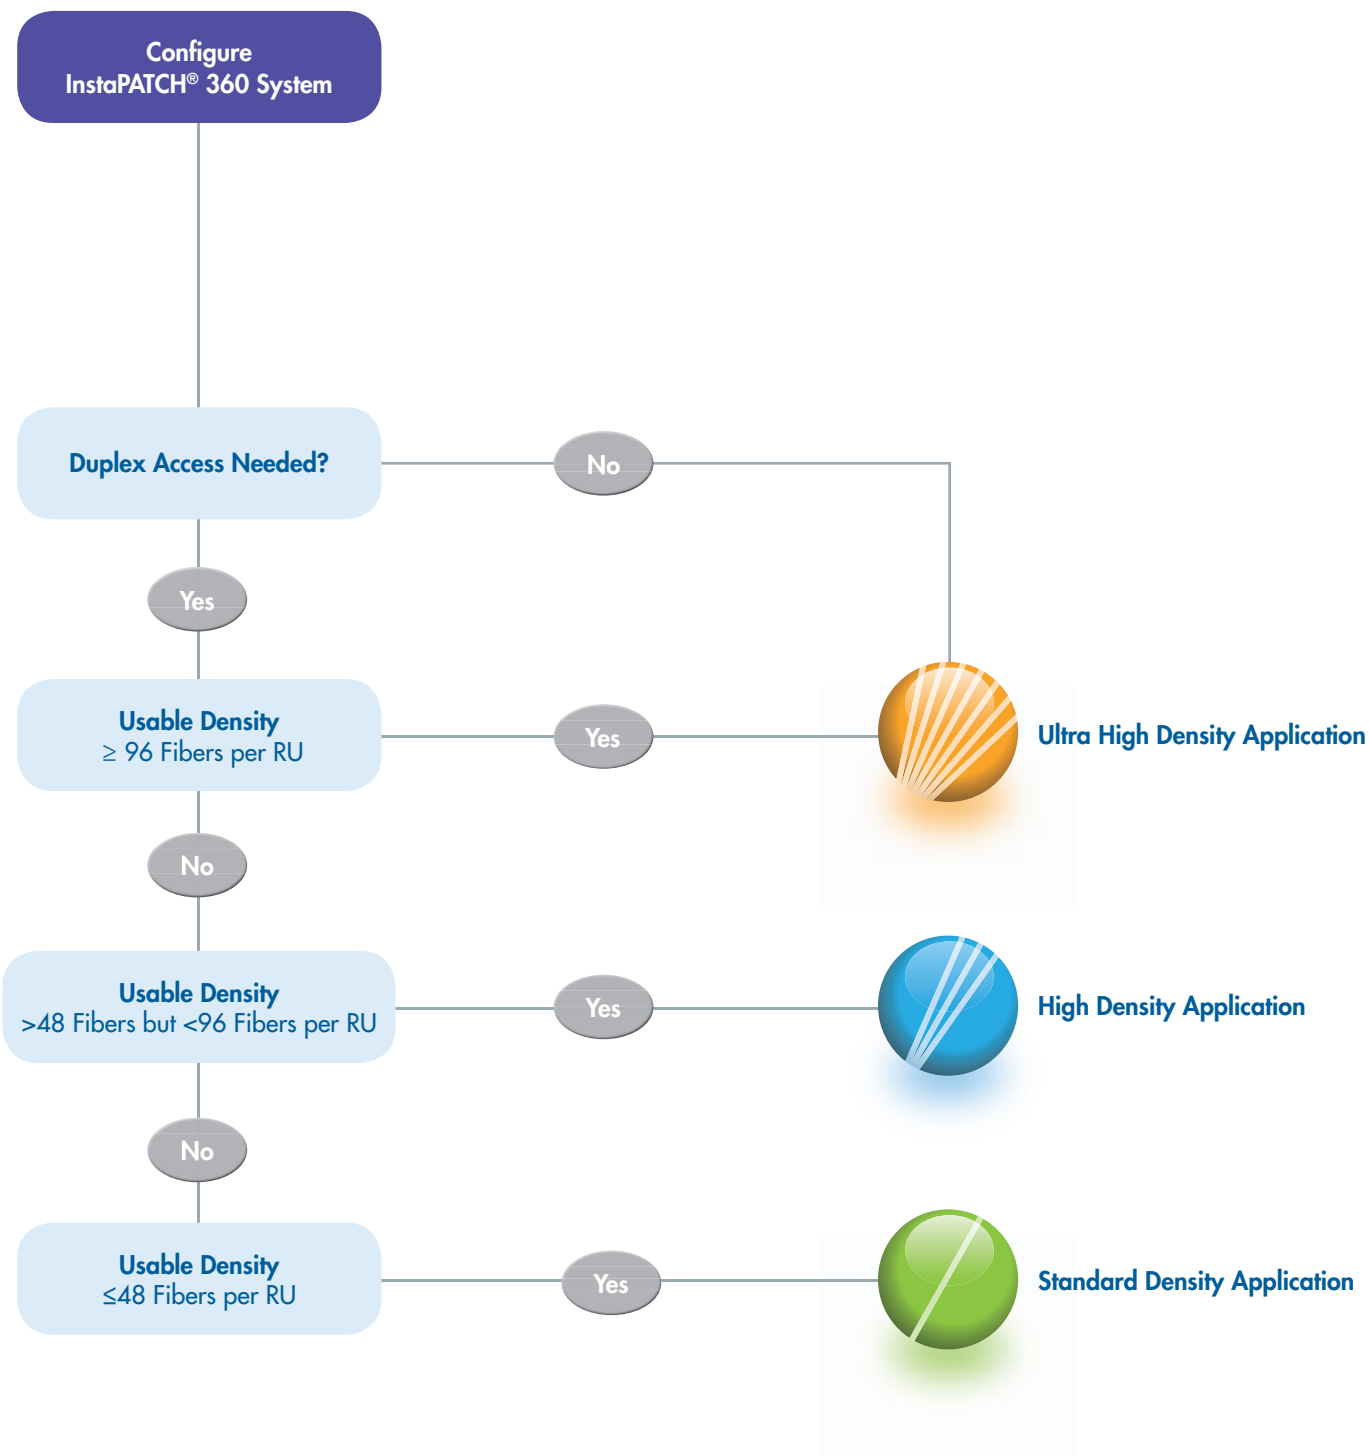 Configure
InstaPATCH® 360 System
Duplex Access Needed?
No
Yes
Usable Density
≥ 96 Fibers per RU
Yes
Ultra High Density Application
No
Usable Density
>48 Fibers but <96 Fibers per RU
Yes
High Density Application
No
Usable Density
≤48 Fibers per RU
Yes
Standard Density Application